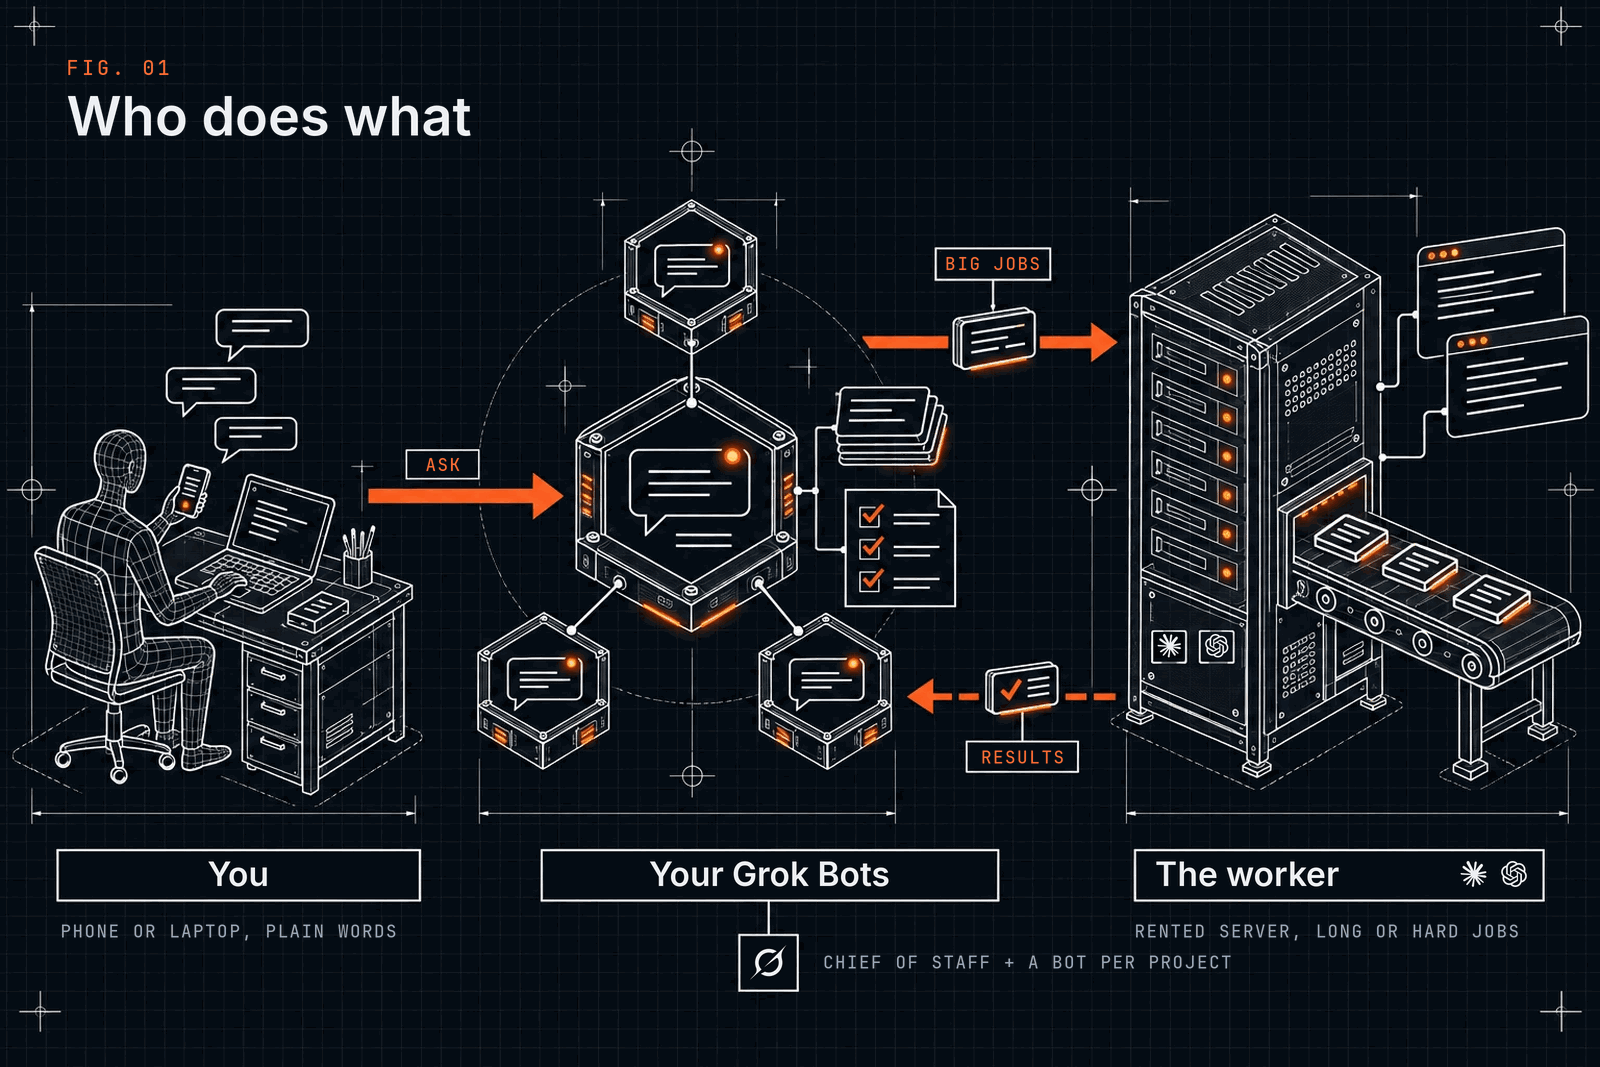 FIG. 01
Who does what
BIG JOBS
ASK
RESULTS
You
Your Grok Bots
The worker
PHONE OR LAPTOP, PLAIN WORDS
RENTED SERVER, LONG OR HARD JOBS
CHIEF OF STAFF + A BOT PER PROJECT